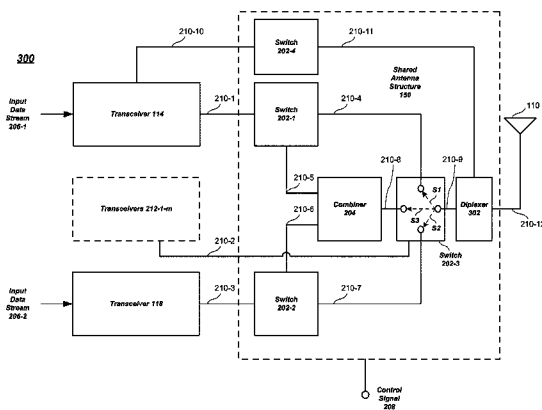 300
210-10
Switch
202-4
210-11
Shared
Antenna
Structure
150
Input
Data
Stream
206-1
Transceiver 114
210-1
Switch
202-1
210-4
110
210-5
210-6
Combiner
204
210-8
S1
S3
S2
210-9
Diplexer
302
210-12
Switch
202-3
Transceivers 212-1-m
210-2
Input
Data
Stream
206-2
Transceiver 118
210-3
Switch
202-2
210-7
Control
Signal
208